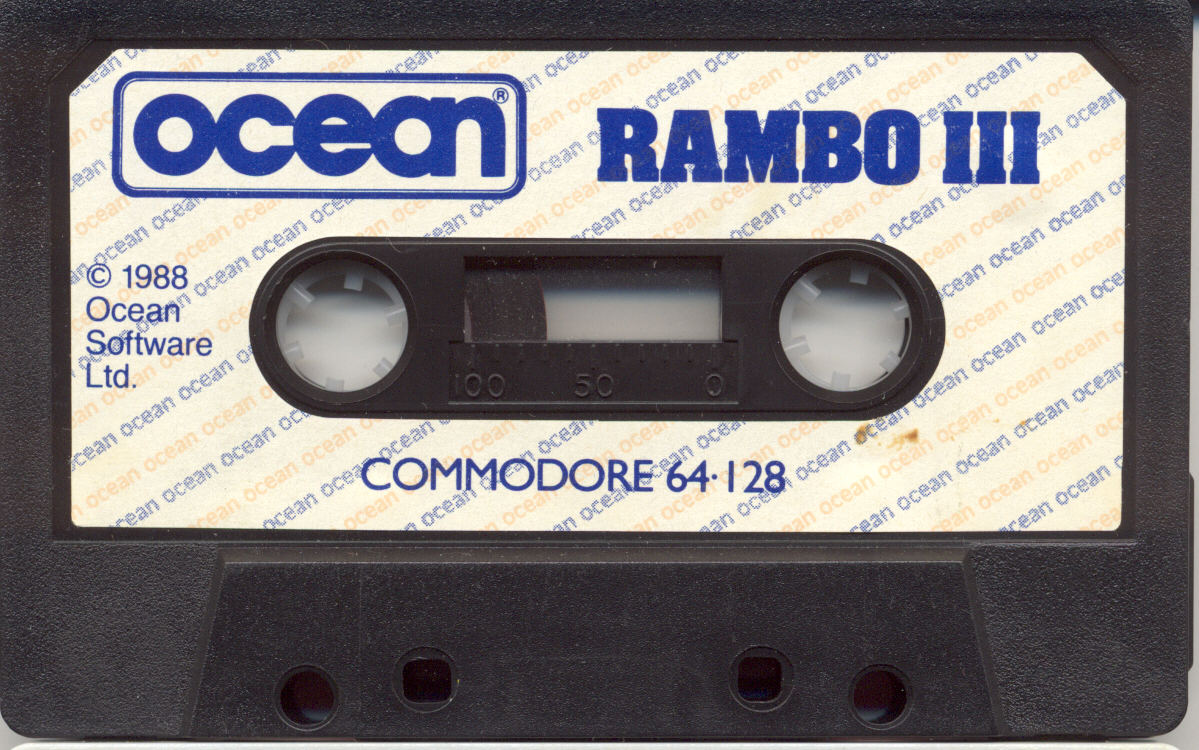 ocean®
RAMBO III
© 1988
Ocean
Software
Ltd.
100 50 0
COMMODORE 64·128